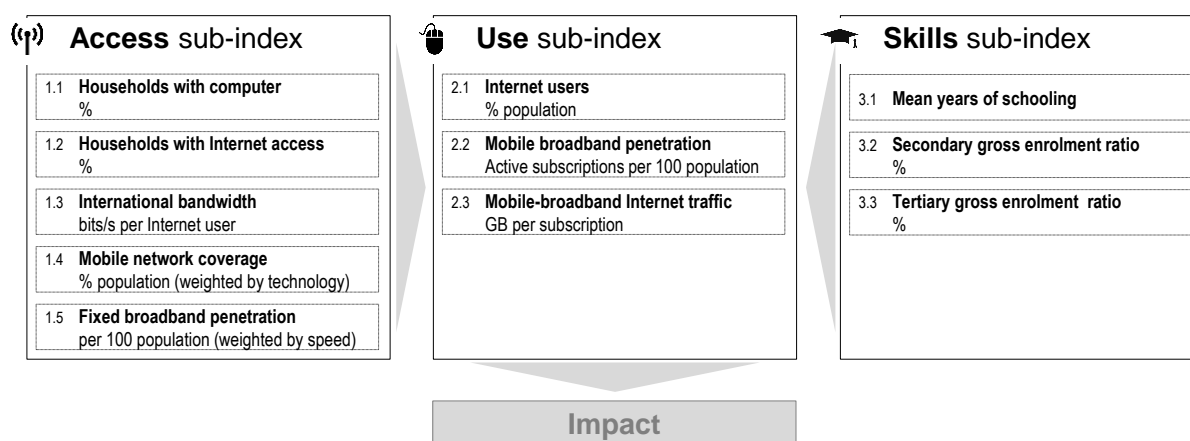 Access sub-index
1.1 Households with computer
%
1.2 Households with Internet access
%
1.3 International bandwidth
bits/s per Internet user
1.4 Mobile network coverage
% population (weighted by technology)
1.5 Fixed broadband penetration
per 100 population (weighted by speed)
Use sub-index
2.1 Internet users
% population
2.2 Mobile broadband penetration
Active subscriptions per 100 population
2.3 Mobile-broadband Internet traffic
GB per subscription
1 Skills sub-index
3.1 Mean years of schooling
3.2 Secondary gross enrolment ratio
%
3.3 Tertiary gross enrolment ratio
%
Impact